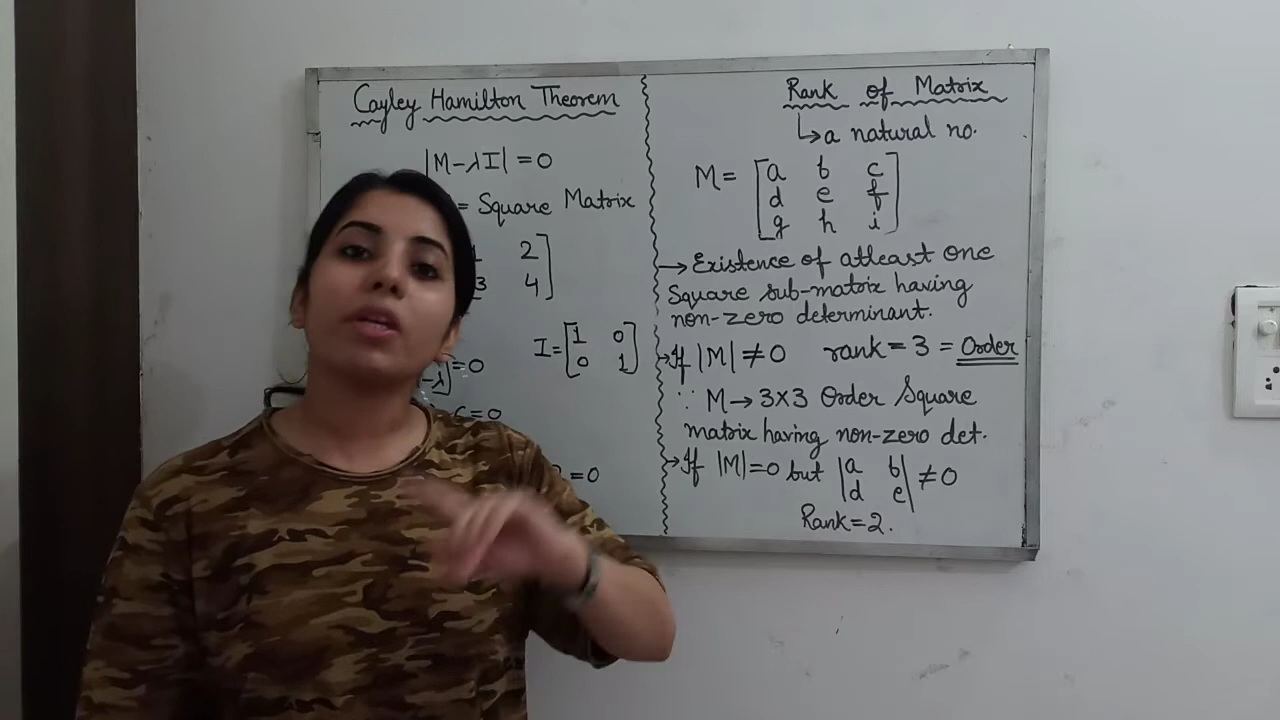 Cayley Hamilton Theorem
|M-λI| = 0
= Square Matrix
2
3 4
I = [1 0
0 1]
-λ] = 0
c = 0
= 0
Rank of Matrix
↳ a natural no.
M = [a b c
d e f
g h i]
→ Existence of atleast one
Square sub-matrix having
non-zero determinant.
→ If |M| ≠ 0 rank = 3 = Order
∵ M → 3×3 Order Square
matrix having non-zero det.
→ If |M| = 0 but |a b
d e| ≠ 0
Rank = 2.